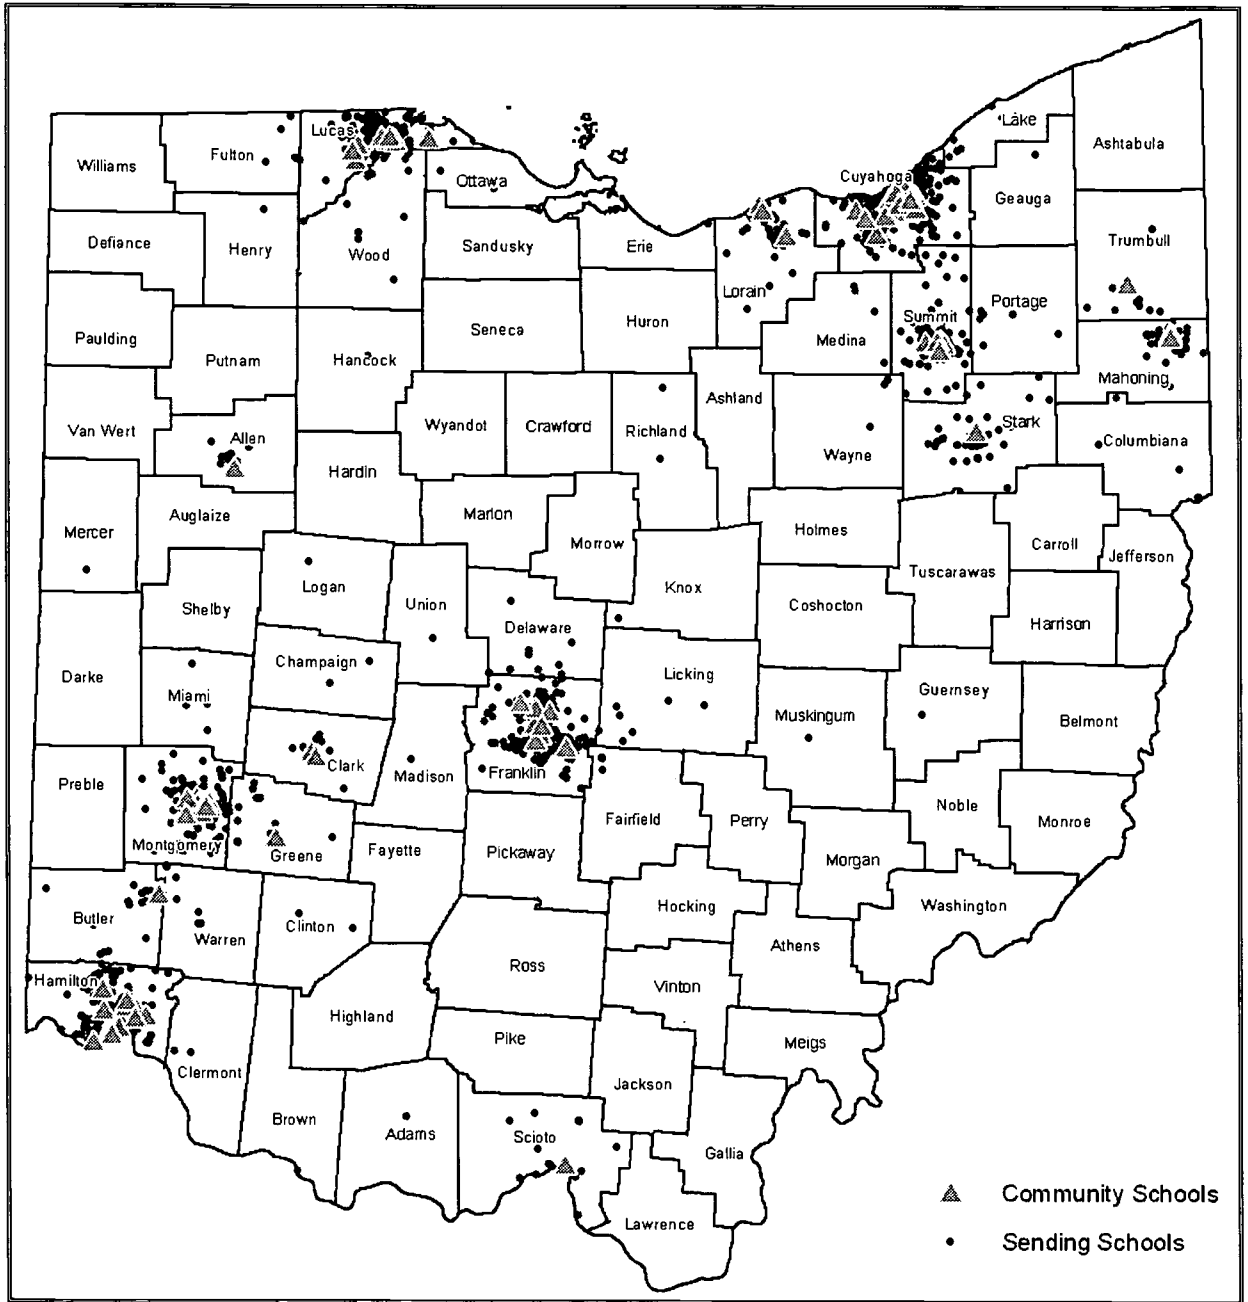 Lake
Ashtabula
Lucas
Fulton
Williams
Ottawa
Cuyahoga
Geauga
Defiance
Henry
Wood
Sandusky
Erie
Trumbull
Lorain
Portage
Paulding
Putnam
Hancock
Seneca
Huron
Medina
Summit
Mahoning
Van Wert
Allen
Wyandot
Crawford
Richland
Ashland
Wayne
Stark
Columbiana
Hardin
Mercer
Auglaize
Marion
Morrow
Holmes
Carroll
Jefferson
Tuscarawas
Logan
Union
Knox
Coshocton
Shelby
Delaware
Harrison
Darke
Champaign
Licking
Guernsey
Miami
Muskingum
Belmont
Clark
Madison
Franklin
Preble
Noble
Monroe
Montgomery
Greene
Fayette
Pickaway
Fairfield
Perry
Morgan
Butler
Warren
Clinton
Hocking
Washington
Athens
Hamilton
Ross
Vinton
Highland
Pike
Meigs
Clermont
Jackson
Brown
Adams
Scioto
Gallia
Lawrence
Community Schools
Sending Schools